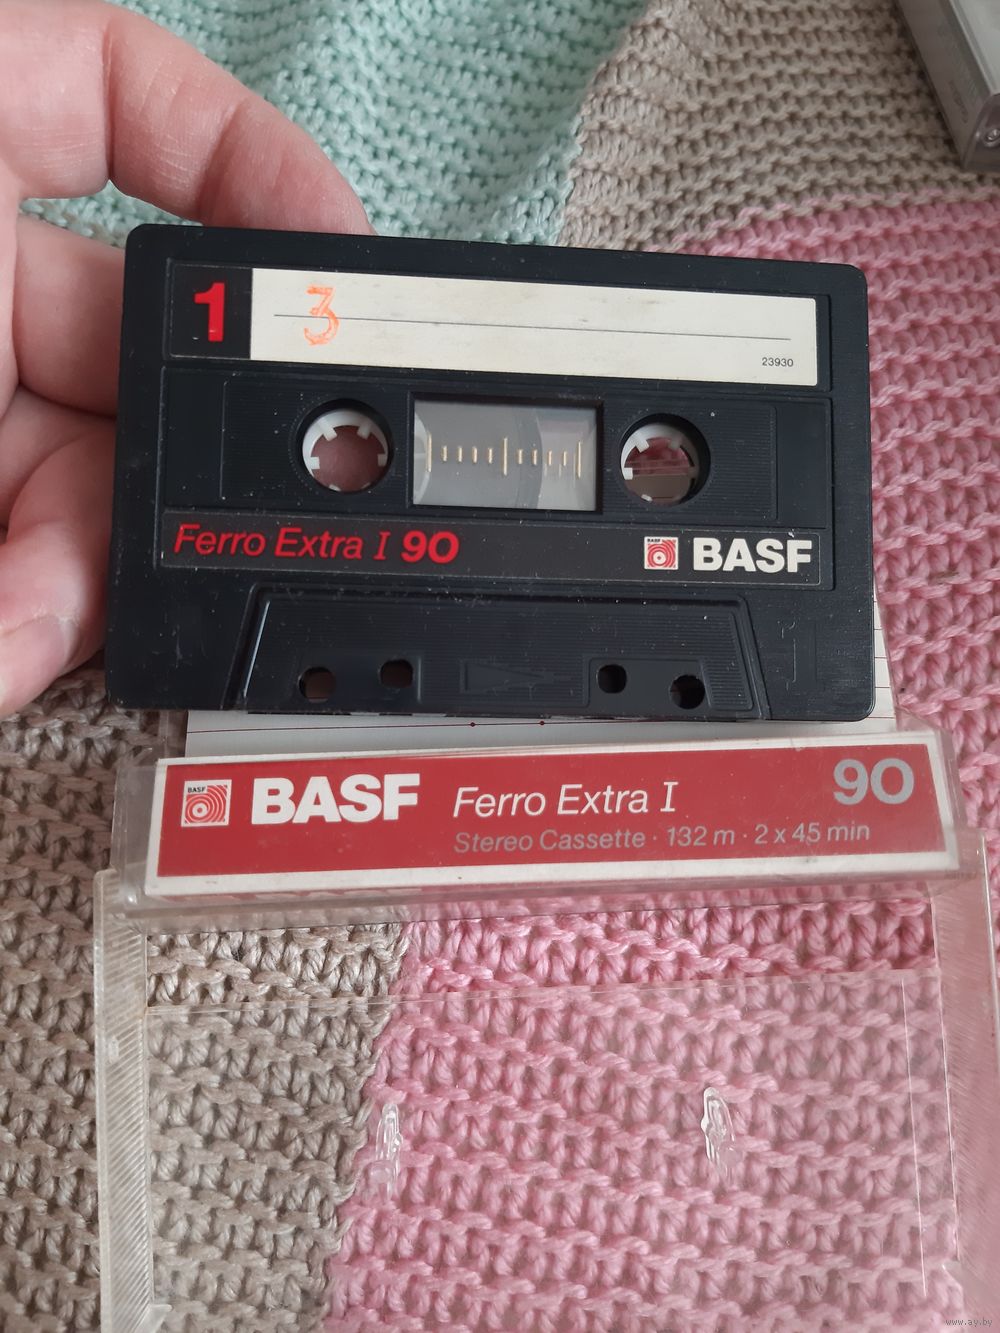 1
3
23930
Ferro Extra I 90
BASF
BASF
BASF
BASF
Ferro Extra I
90
Stereo Cassette · 132 m · 2 x 45 min
www.ay.by